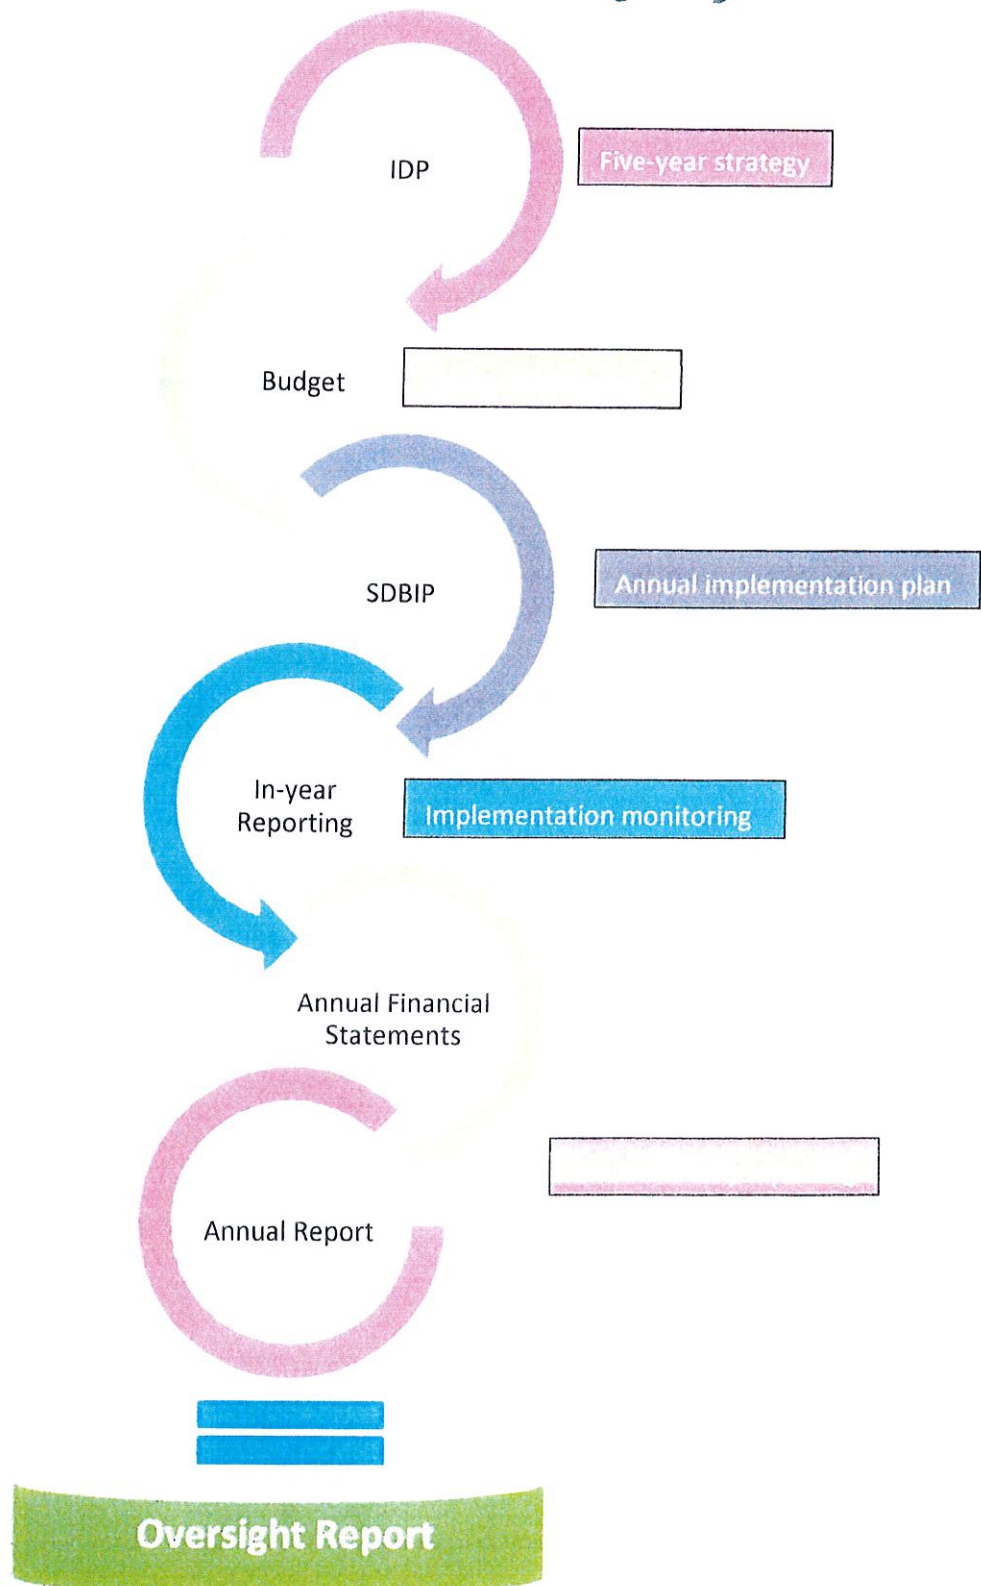 IDP
Five-year strategy
Budget
SDBIP
Annual implementation plan
In-year
Reporting
Implementation monitoring
Annual Financial
Statements
Annual Report
Oversight Report